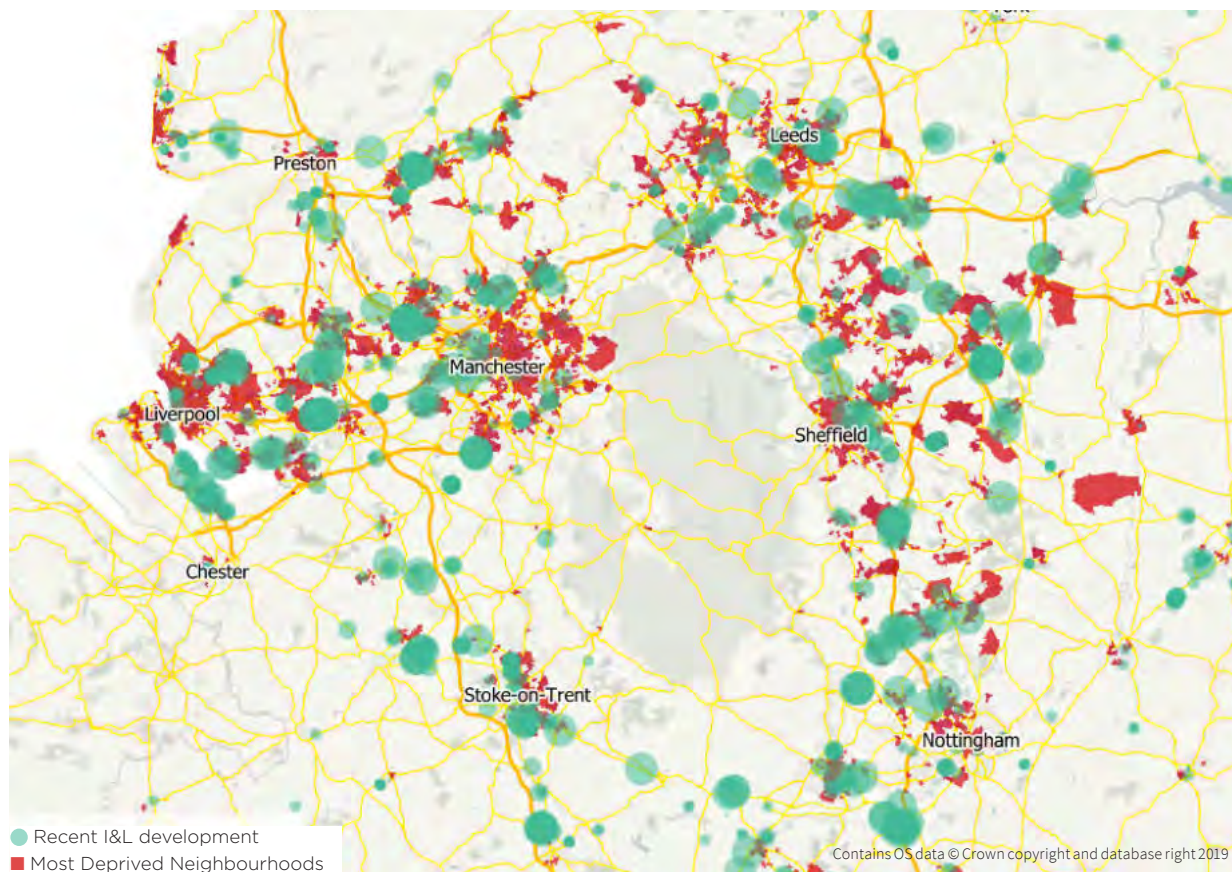 Leeds
Preston
Manchester
Liverpool
Sheffield
Chester
Stoke-on-Trent
Nottingham
Recent I&L development
Most Deprived Neighbourhoods
Contains OS data © Crown copyright and database right 2019